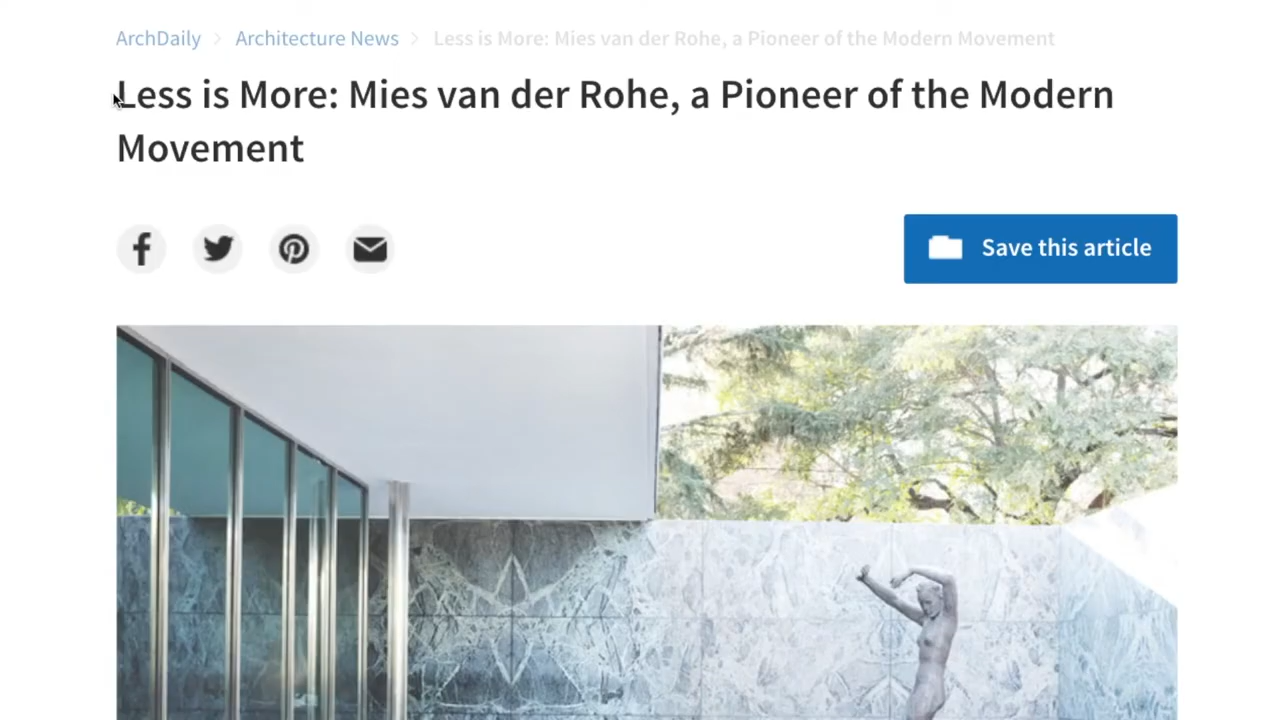 ArchDaily > Architecture News > Less is More: Mies van der Rohe, a Pioneer of the Modern Movement
Less is More: Mies van der Rohe, a Pioneer of the Modern
Movement
Save this article